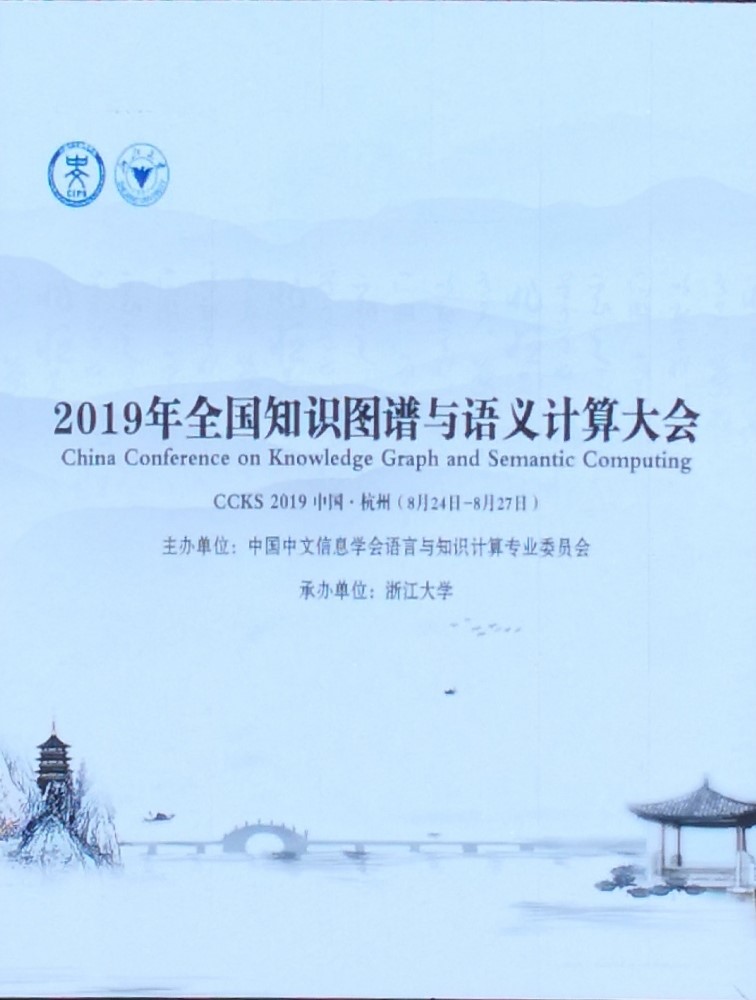 CIPS
2019年全国知识图谱与语义计算大会
China Conference on Knowledge Graph and Semantic Computing
CCKS 2019 中国·杭州（8月24日-8月27日）
主办单位：中国中文信息学会语言与知识计算专业委员会
承办单位：浙江大学